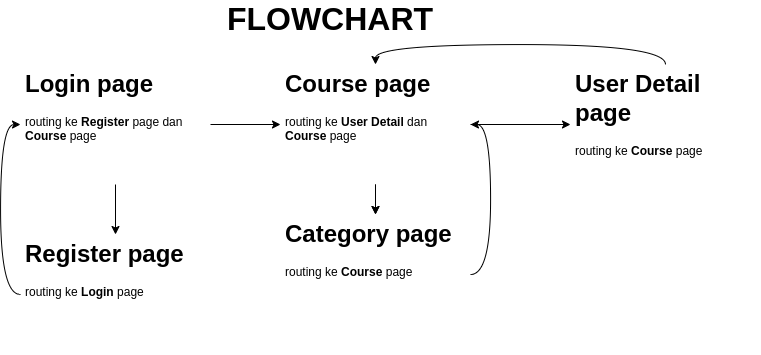 FLOWCHART
Login page
routing ke Register page dan
Course page
Course page
routing ke User Detail dan
Course page
User Detail
page
routing ke Course page
Register page
routing ke Login page
Category page
routing ke Course page